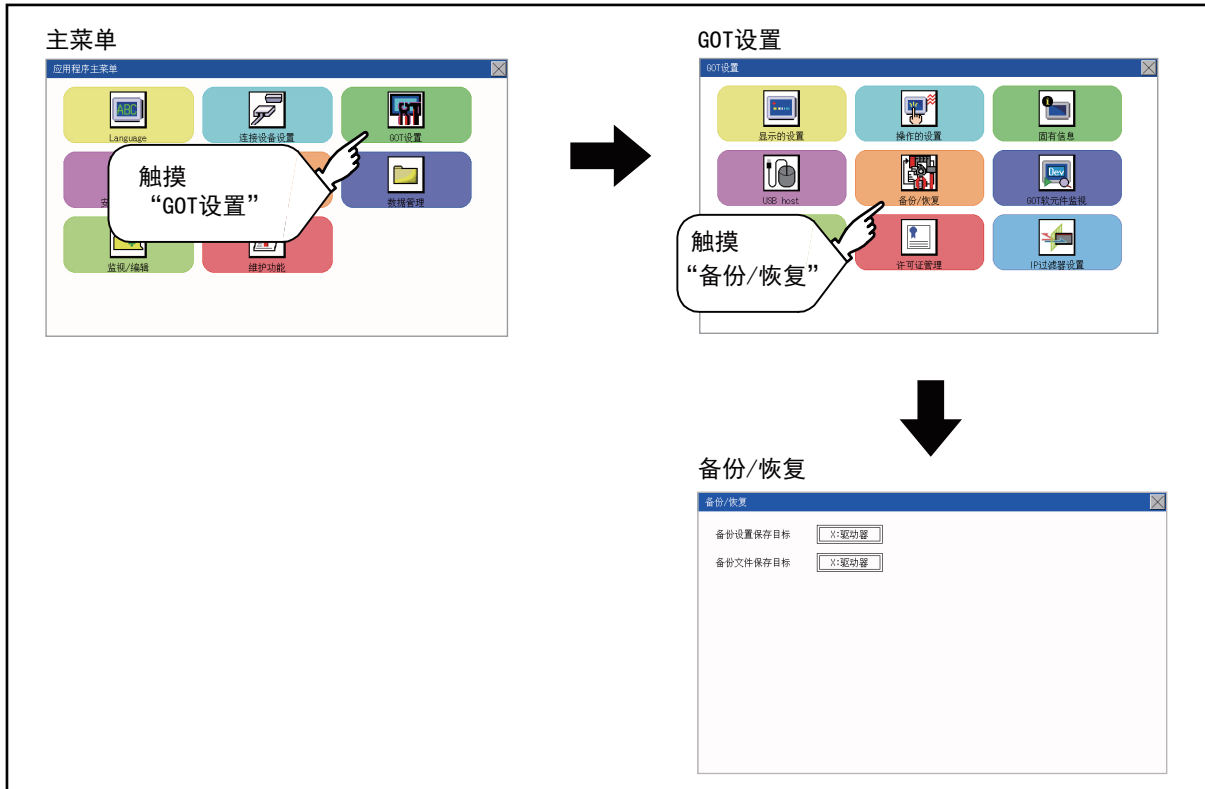 主菜单
应用程序主菜单
Language
连接设备设置
GOT设置
安
数据管理
监视/编辑
维护功能
触摸
“GOT设置”
GOT设置
GOT设置
显示的设置
操作的设置
固有信息
USB host
备份/恢复
GOT软元件监视
许可证管理
IP过滤器设置
触摸
“备份/恢复”
备份/恢复
备份/恢复
备份设置保存目标
X:驱动器
备份文件保存目标
X:驱动器